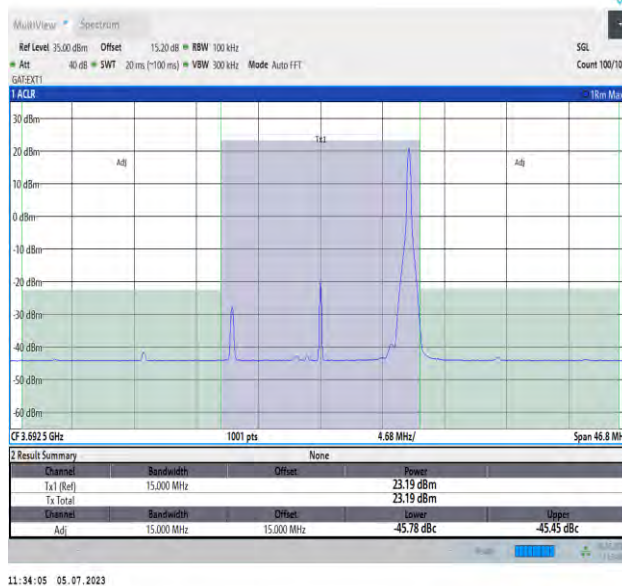 MultiView Spectrum
Ref Level 35.00 dBm Offset 15.20 dB RBW 100 kHz SGL
Att 40 dB SWT 20 ms (~100 ms) VBW 300 kHz Mode Auto FFT Count 100/10
GAT:EXT1
1 ACLR 1Rm Max
30 dBm
Tx1
20 dBm
Adj Adj
10 dBm
0 dBm
-10 dBm
-20 dBm
-30 dBm
-40 dBm
-50 dBm
-60 dBm
CF 3.692 5 GHz 1001 pts 4.68 MHz/ Span 46.8 MH
2 Result Summary None
Channel Bandwidth Offset Power
Tx1 (Ref) 15.000 MHz 23.19 dBm
Tx Total 23.19 dBm
Channel Bandwidth Offset Lower Upper
Adj 15.000 MHz 15.000 MHz -45.78 dBc -45.45 dBc
11:34:05 05.07.2023